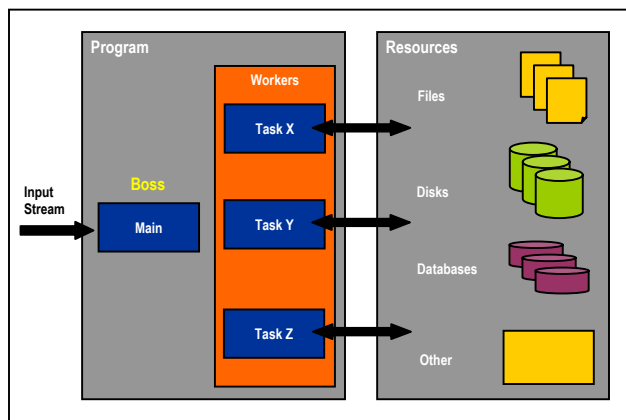 Program
Resources
Workers
Files
Task X
Boss
Input
Stream
Disks
Main
Task Y
Databases
Task Z
Other